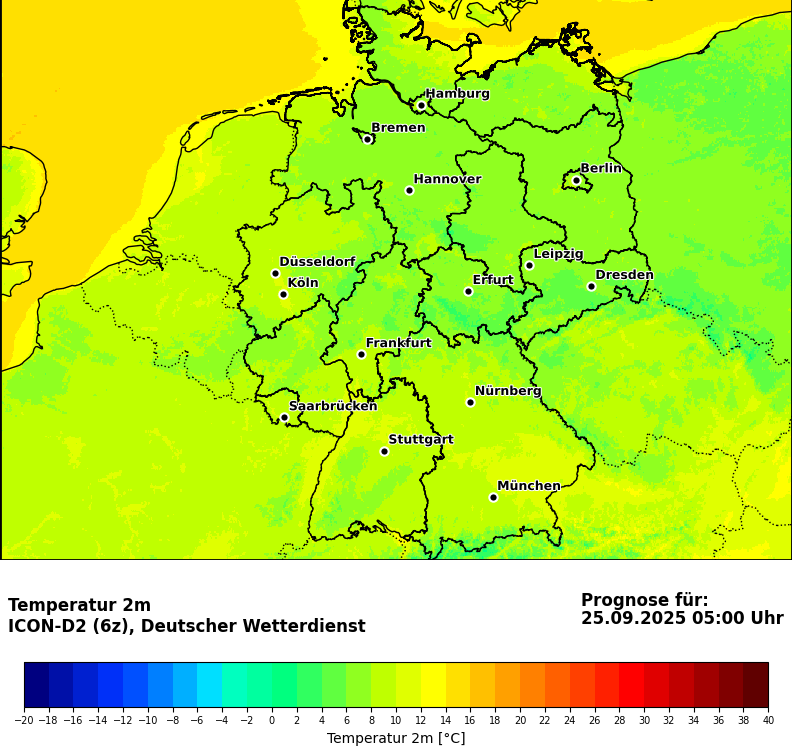 Hamburg
Bremen
Berlin
Hannover
Leipzig
Düsseldorf
Dresden
Köln
Erfurt
Frankfurt
Nürnberg
Saarbrücken
Stuttgart
München
Temperatur 2m
ICON-D2 (6z), Deutscher Wetterdienst
Prognose für:
25.09.2025 05:00 Uhr
−20 −18 −16 −14 −12 −10 −8 −6 −4 −2 0 2 4 6 8 10 12 14 16 18 20 22 24 26 28 30 32 34 36 38 40
Temperatur 2m [°C]